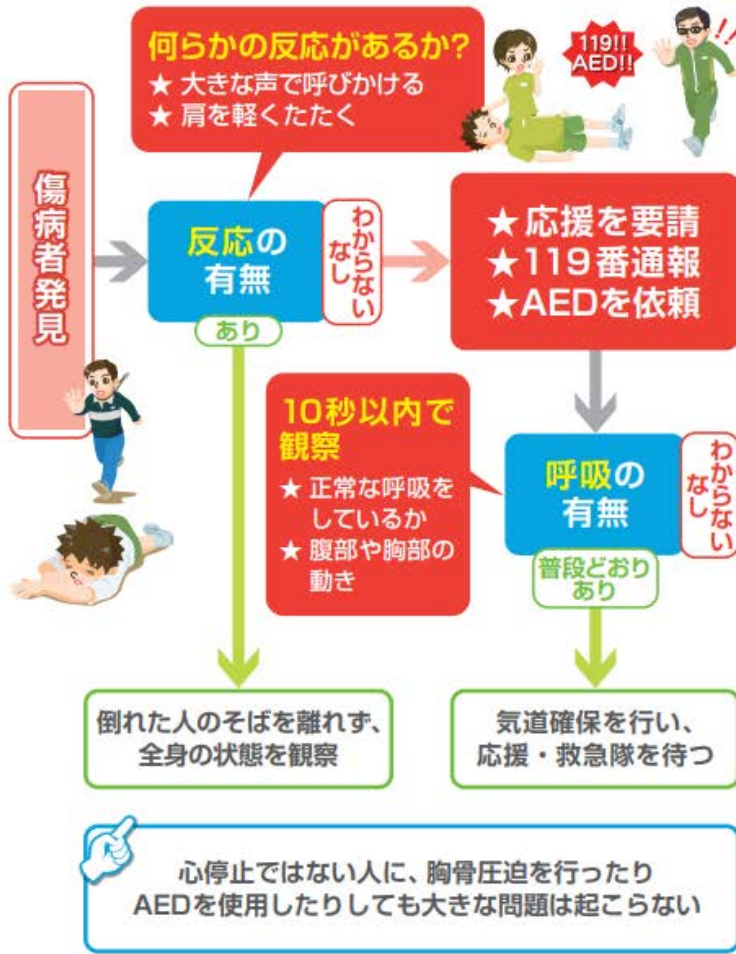 何らかの反応があるか?
★ 大きな声で呼びかける
★ 肩を軽くたたく
119!!
AED!!
!!
傷病者発見
反応の
有無
わからない
なし
あり
★応援を要請
★119番通報
★AEDを依頼
10秒以内で
観察
★ 正常な呼吸を
しているか
★ 腹部や胸部の
動き
呼吸の
有無
わからない
なし
普段どおり
あり
倒れた人のそばを離れず、
全身の状態を観察
気道確保を行い、
応援・救急隊を待つ
心停止ではない人に、胸骨圧迫を行ったり
AEDを使用したりしても大きな問題は起こらない